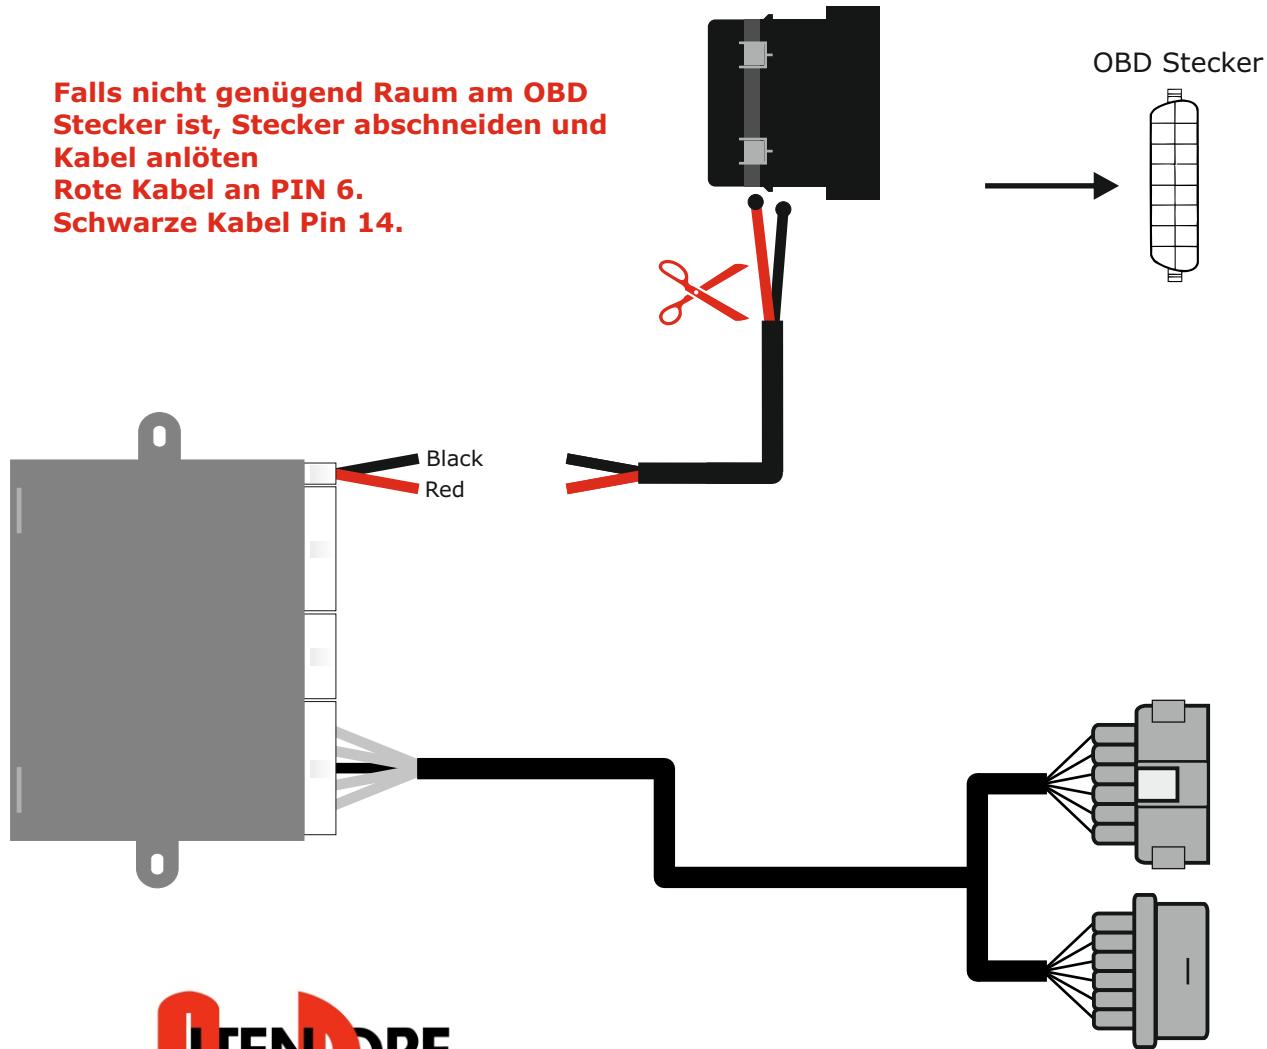 OBD Stecker
Falls nicht genügend Raum am OBD
Stecker ist, Stecker abschneiden und
Kabel anlöten
Rote Kabel an PIN 6.
Schwarze Kabel Pin 14.
Black
Red